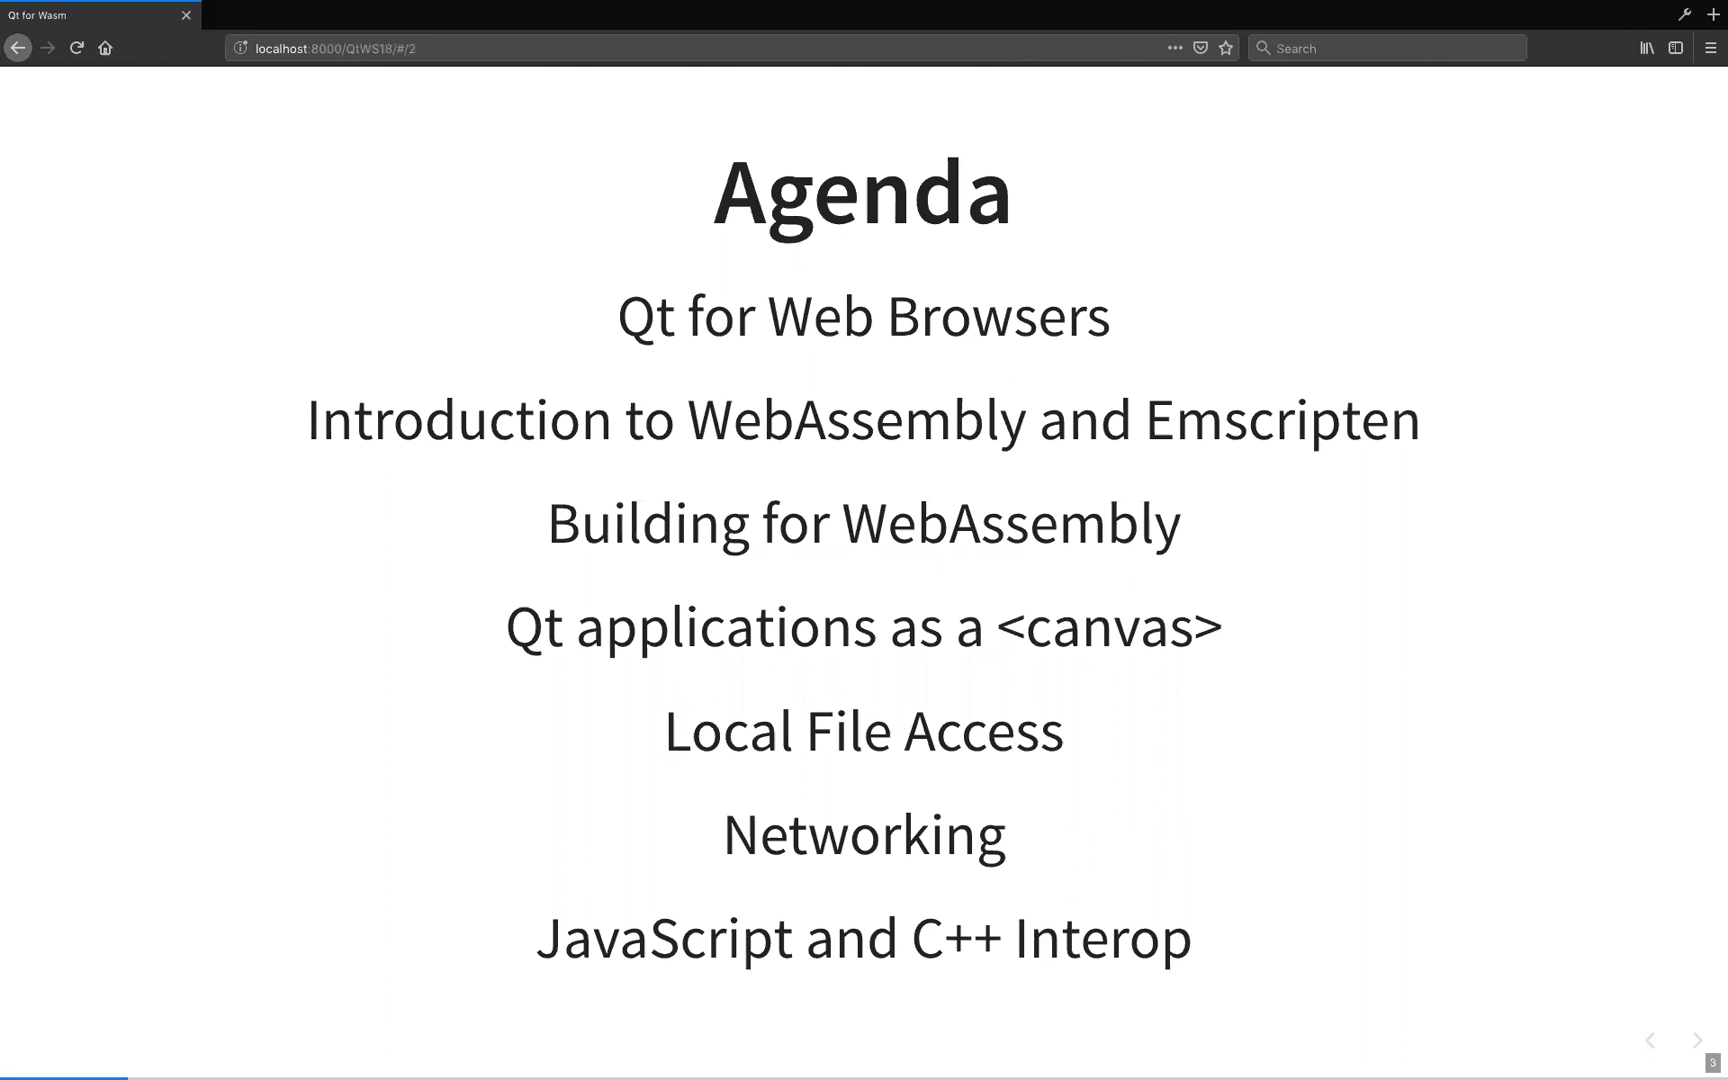 Qt for Wasm
localhost:8000/QtWS18/#/2
Search
Agenda
Qt for Web Browsers
Introduction to WebAssembly and Emscripten
Building for WebAssembly
Qt applications as a <canvas>
Local File Access
Networking
JavaScript and C++ Interop
3